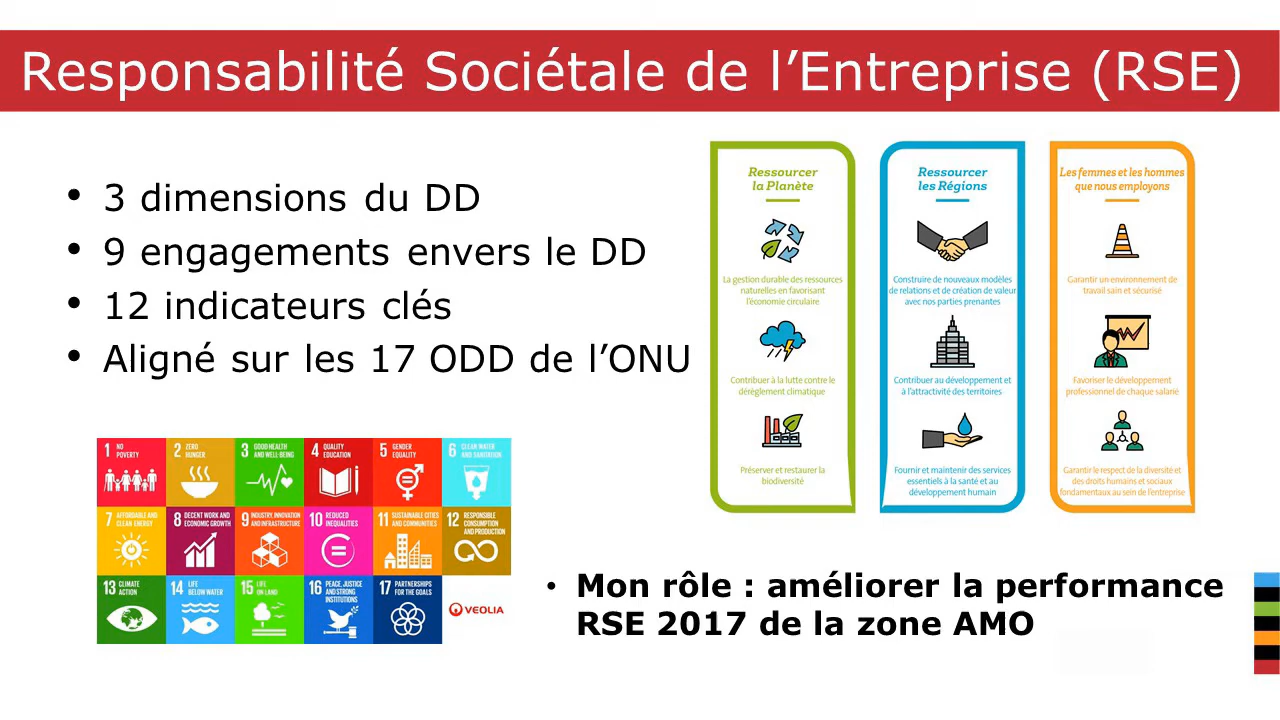 Responsabilité Sociétale de l’Entreprise (RSE)
• 3 dimensions du DD
• 9 engagements envers le DD
• 12 indicateurs clés
• Aligné sur les 17 ODD de l’ONU
Ressourcer
la Planète
La gestion durable des ressources
naturelles en favorisant
l’économie circulaire
Contribuer à la lutte contre le
dérèglement climatique
Préserver et restaurer la
biodiversité
Ressourcer
les Régions
Construire de nouveaux modèles
de relations et de création de valeur
avec nos parties prenantes
Contribuer au développement et
à l’attractivité des territoires
Fournir et maintenir des services
essentiels à la santé et au
développement humain
Les femmes et les hommes
que nous employons
Garantir un environnement de
travail sain et sécurisé
Favoriser le développement
professionnel de chaque salarié
Garantir le respect de la diversité et
des droits humains et sociaux
fondamentaux au sein de l’entreprise
1 NO
POVERTY
2 ZERO
HUNGER
3 GOOD HEALTH
AND WELL-BEING
4 QUALITY
EDUCATION
5 GENDER
EQUALITY
6 CLEAN WATER
AND SANITATION
7 AFFORDABLE AND
CLEAN ENERGY
8 DECENT WORK AND
ECONOMIC GROWTH
9 INDUSTRY, INNOVATION
AND INFRASTRUCTURE
10 REDUCED
INEQUALITIES
11 SUSTAINABLE CITIES
AND COMMUNITIES
12 RESPONSIBLE
CONSUMPTION
AND PRODUCTION
13 CLIMATE
ACTION
14 LIFE
BELOW WATER
15 LIFE
ON LAND
16 PEACE, JUSTICE
AND STRONG
INSTITUTIONS
17 PARTNERSHIPS
FOR THE GOALS
VEOLIA
• Mon rôle : améliorer la performance
RSE 2017 de la zone AMO